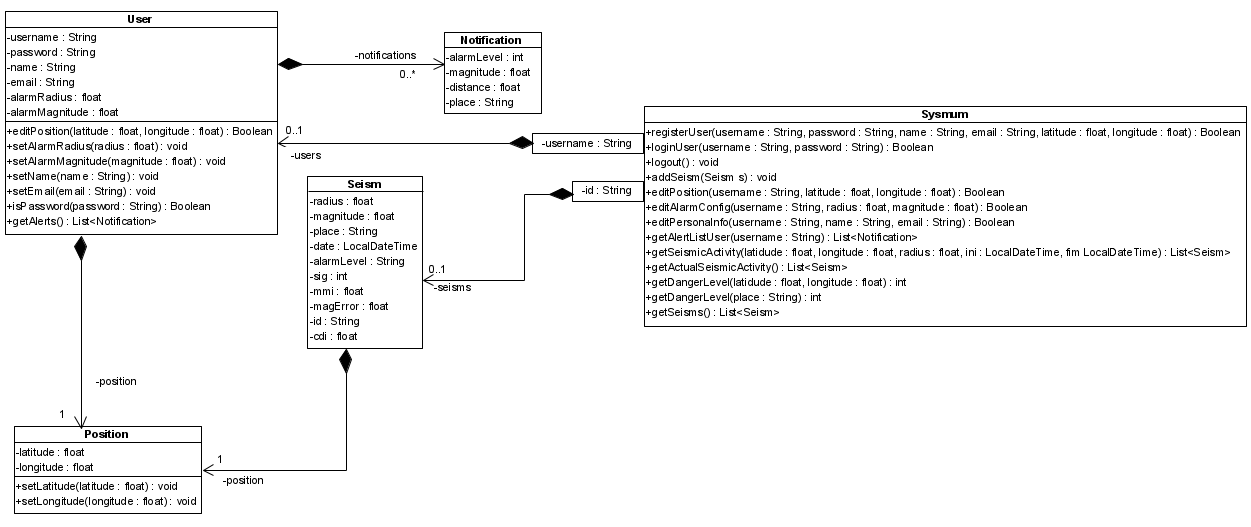 User
-username : String
-password : String
-name : String
-email : String
-alarmRadius : float
-alarmMagnitude : float
+editPosition(latitude : float, longitude : float) : Boolean
+setAlarmRadius(radius : float) : void
+setAlarmMagnitude(magnitude : float) : void
+setName(name : String) : void
+setEmail(email : String) : void
+isPassword(password : String) : Boolean
+getAlerts() : List<Notification>
-notifications
0..*
Notification
-alarmLevel : int
-magnitude : float
-distance : float
-place : String
0..1
-users
-username : String
-id : String
Sysmum
+registerUser(username : String, password : String, name : String, email : String, latitude : float, longitude : float) : Boolean
+loginUser(username : String, password : String) : Boolean
+logout() : void
+addSeism(Seism s) : void
+editPosition(username : String, latitude : float, longitude : float) : Boolean
+editAlarmConfig(username : String, radius : float, magnitude : float) : Boolean
+editPersonaInfo(username : String, name : String, email : String) : Boolean
+getAlertListUser(username : String) : List<Notification>
+getSeismicActivity(latidude : float, longitude : float, radius : float, ini : LocalDateTime, fim LocalDateTime) : List<Seism>
+getActualSeismicActivity() : List<Seism>
+getDangerLevel(latidude : float, longitude : float) : int
+getDangerLevel(place : String) : int
+getSeisms() : List<Seism>
Seism
-radius : float
-magnitude : float
-place : String
-date : LocalDateTime
-alarmLevel : String
-sig : int
-mmi : float
-magError : float
-id : String
-cdi : float
0..1
-seisms
-position
1
Position
-latitude : float
-longitude : float
+setLatitude(latitude : float) : void
+setLongitude(longitude : float) : void
1
-position